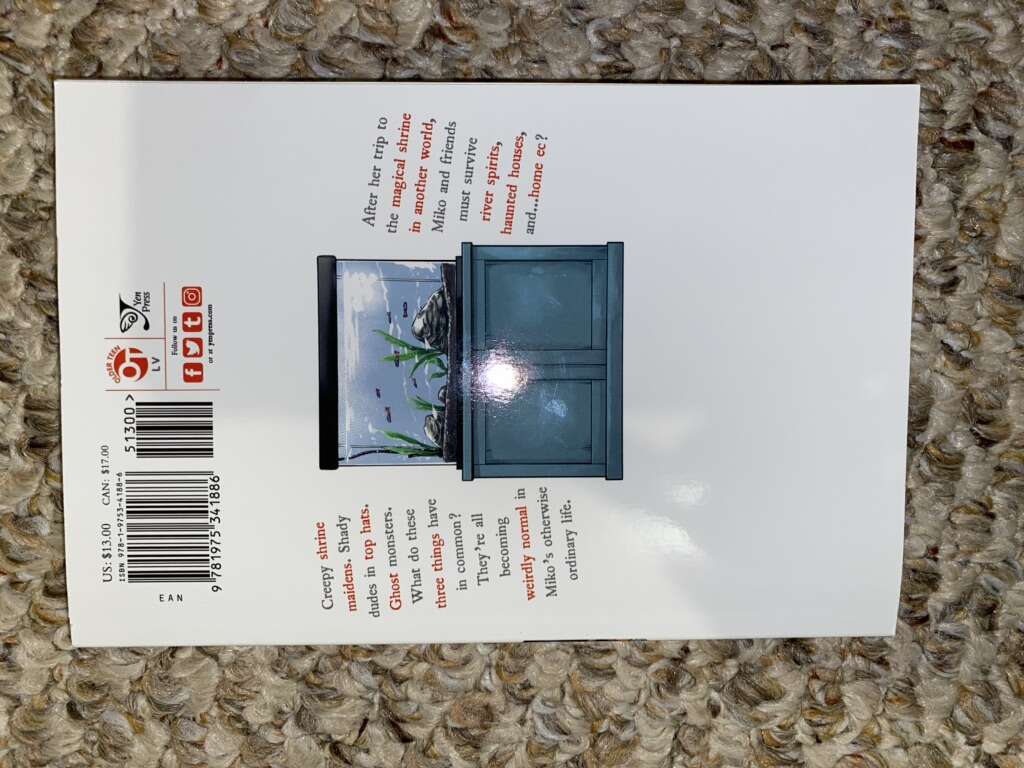 US: $13.00 CAN: $17.00
ISBN 978-1-9753-4188-6
51300 >
EAN
9 781975 341886
OLDER TEEN
OT
LV
Yen
Press
Follow us on
f t
or at yenpress.com
Creepy shrine
maidens. Shady
dudes in top hats.
Ghost monsters.
What do these
three things have
in common?
They're all
becoming
weirdly normal in
Miko's otherwise
ordinary life.
After her trip to
the magical shrine
in another world,
Miko and friends
must survive
river spirits,
haunted houses,
and...home ec?